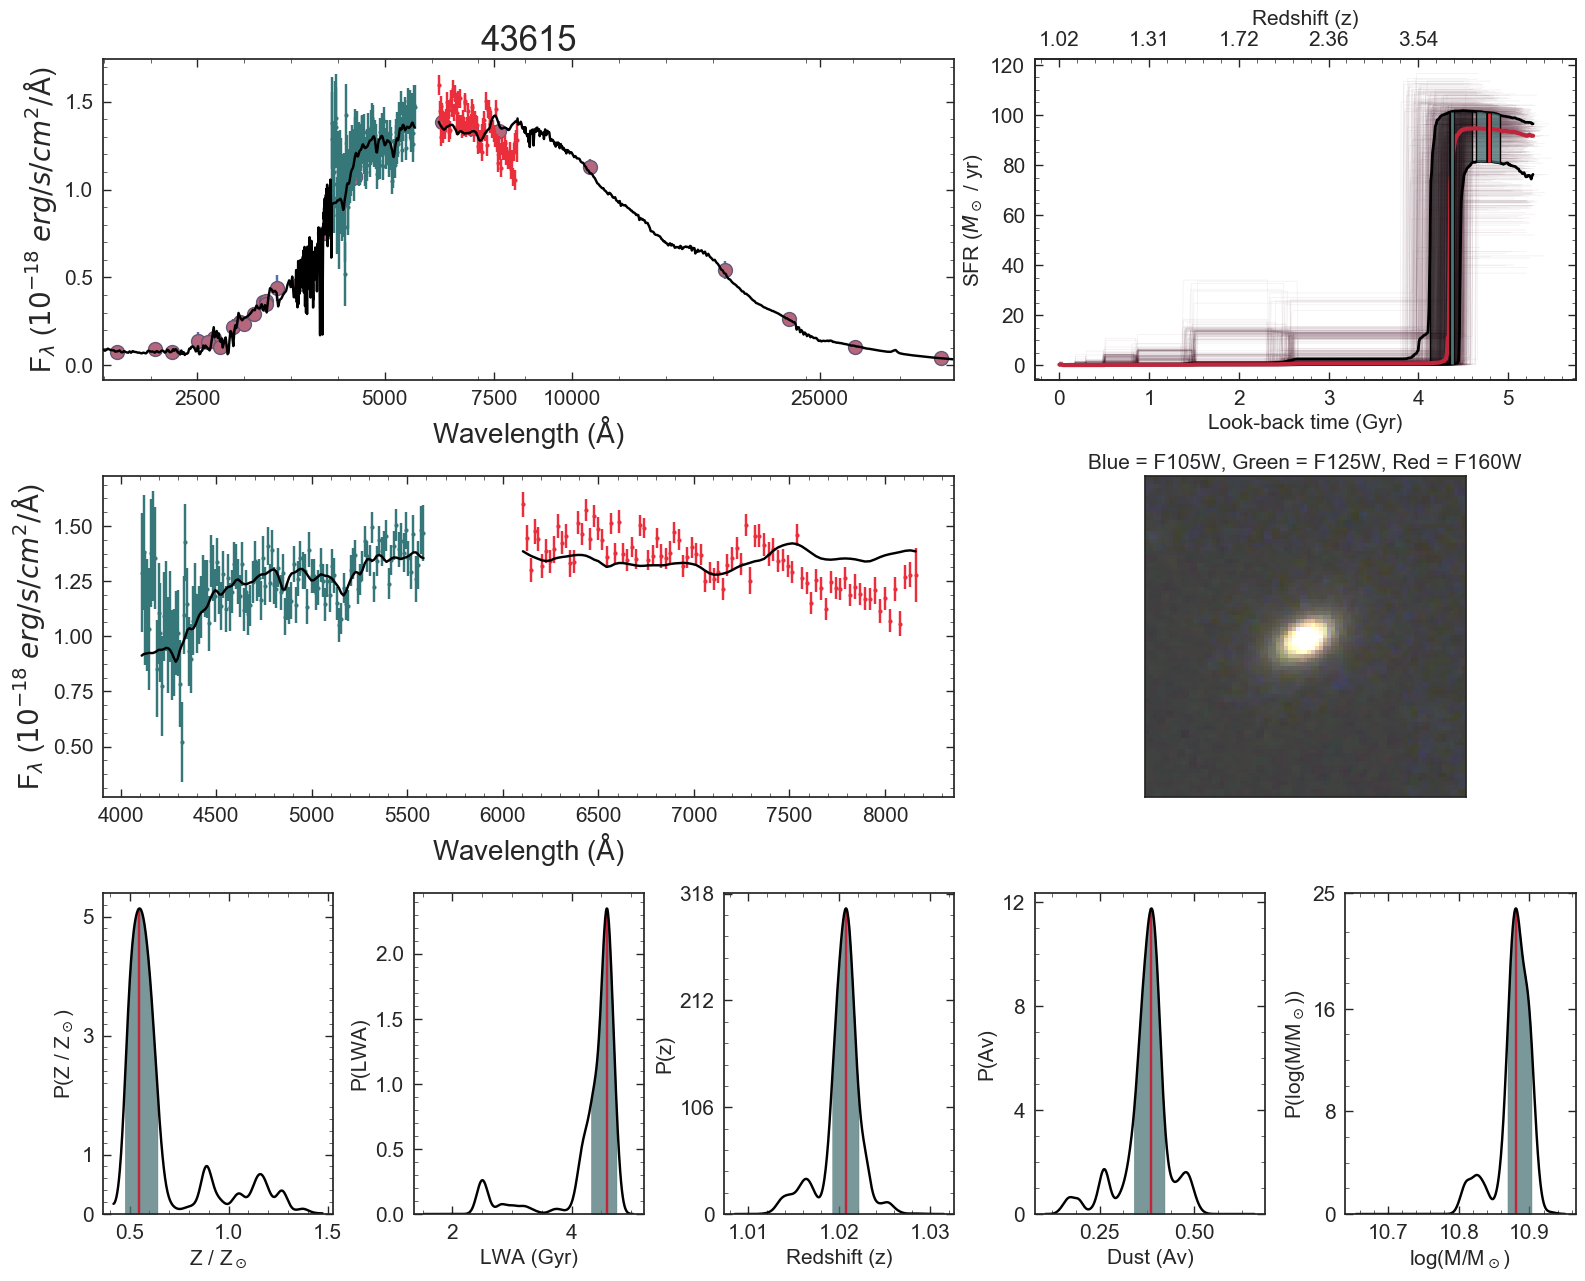 43615
1.5
1.0
0.5
0.0
F_λ (10^−18 erg/s/cm^2/Å)
2500 5000 7500 10000 25000
Wavelength (Å)
Redshift (z)
1.02 1.31 1.72 2.36 3.54
120
100
80
60
40
20
0
SFR (M_⊙ / yr)
0 1 2 3 4 5
Look-back time (Gyr)
1.50
1.25
1.00
0.75
0.50
F_λ (10^−18 erg/s/cm^2/Å)
4000 4500 5000 5500 6000 6500 7000 7500 8000
Wavelength (Å)
Blue = F105W, Green = F125W, Red = F160W
5
3
1
0
P(Z / Z_⊙)
0.5 1.0 1.5
Z / Z_⊙
2.0
1.5
1.0
0.5
0.0
P(LWA)
2 4
LWA (Gyr)
318
212
106
0
P(z)
1.01 1.02 1.03
Redshift (z)
12
8
4
0
P(Av)
0.25 0.50
Dust (Av)
25
16
8
0
P(log(M/M_⊙))
10.7 10.8 10.9
log(M/M_⊙)